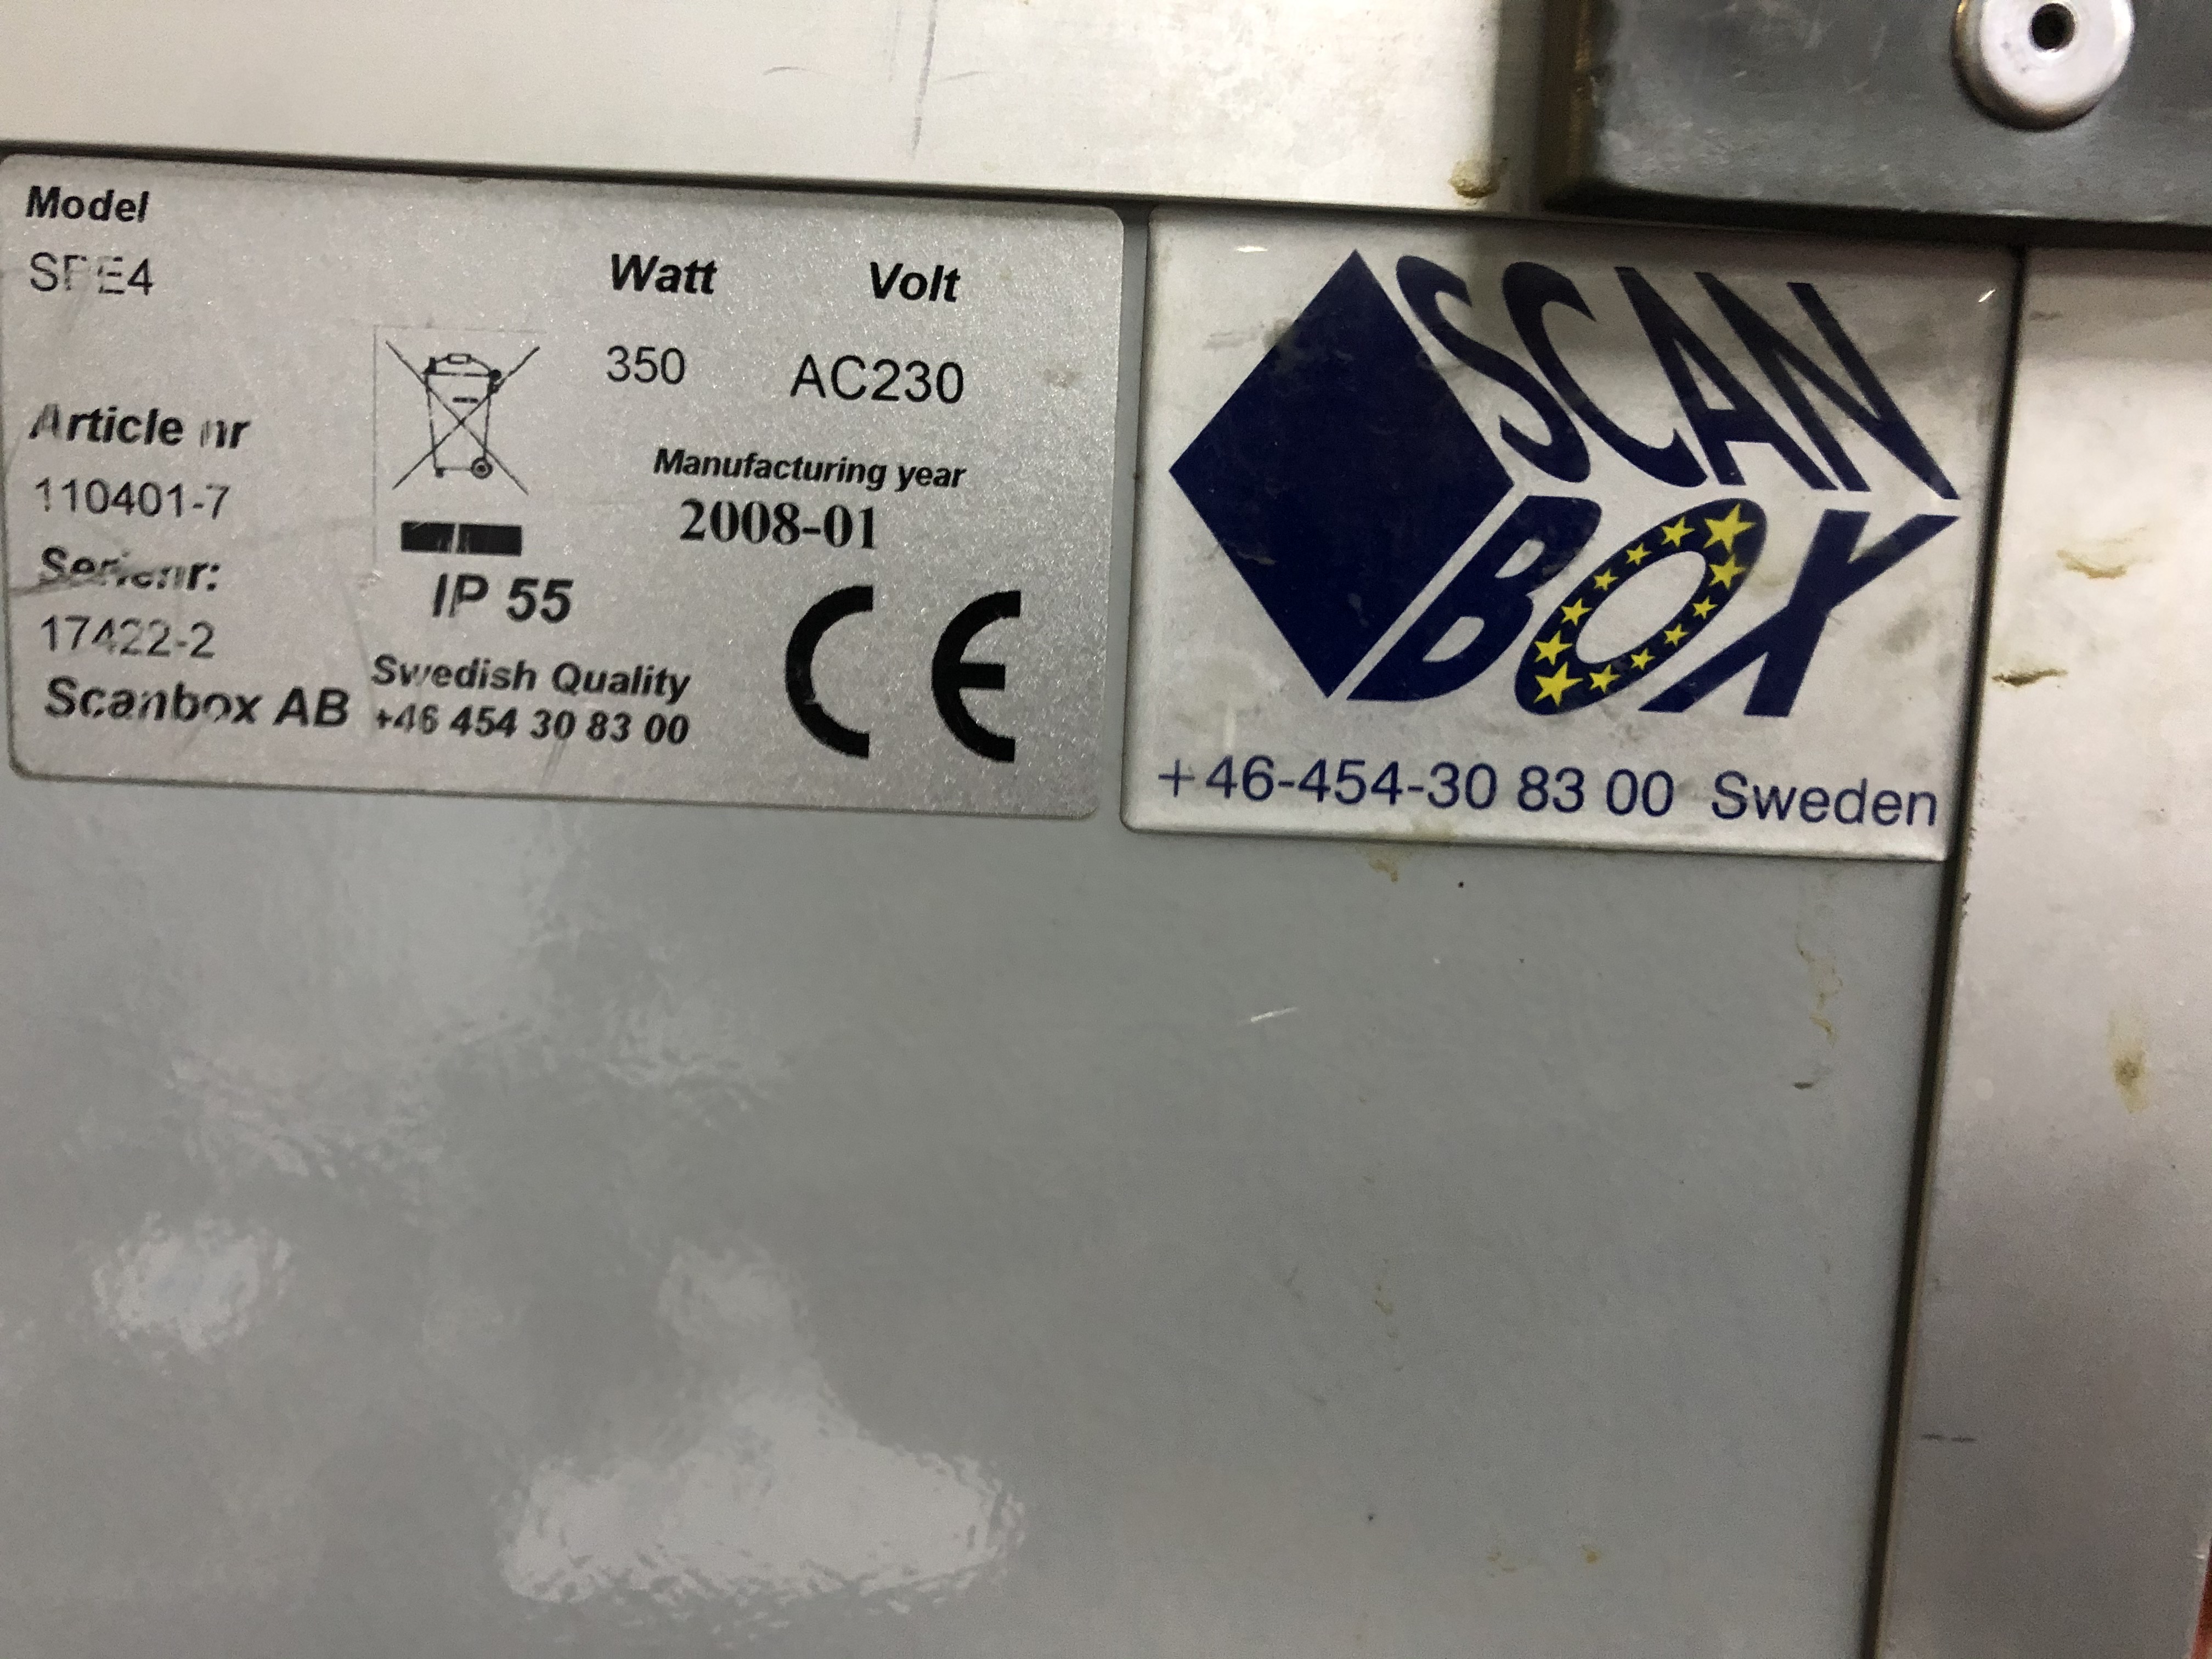 Model
SPE4
Watt
Volt
350
AC230
Article nr
110401-7
Manufacturing year
2008-01
Serienr:
17422-2
IP 55
Scanbox AB
Swedish Quality
+46 454 30 83 00
CE
SCAN
BOX
+46-454-30 83 00 Sweden